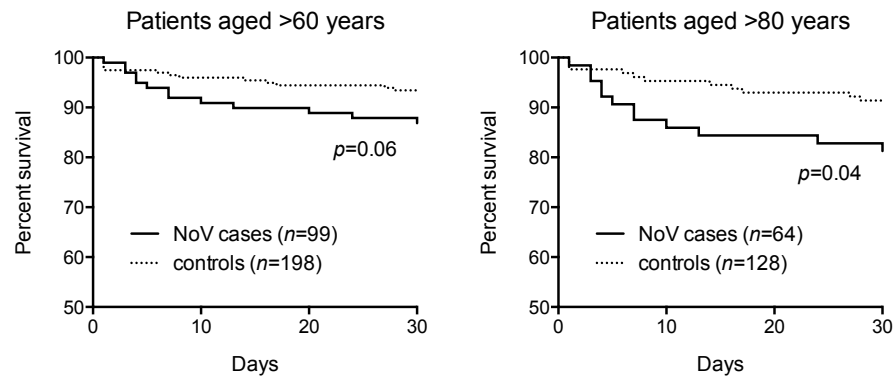 Patients aged >60 years
100
90
80
70
60
50
Percent survival
p=0.06
NoV cases (n=99)
controls (n=198)
0
10
20
30
Days
Patients aged >80 years
100
90
80
70
60
50
Percent survival
p=0.04
NoV cases (n=64)
controls (n=128)
0
10
20
30
Days